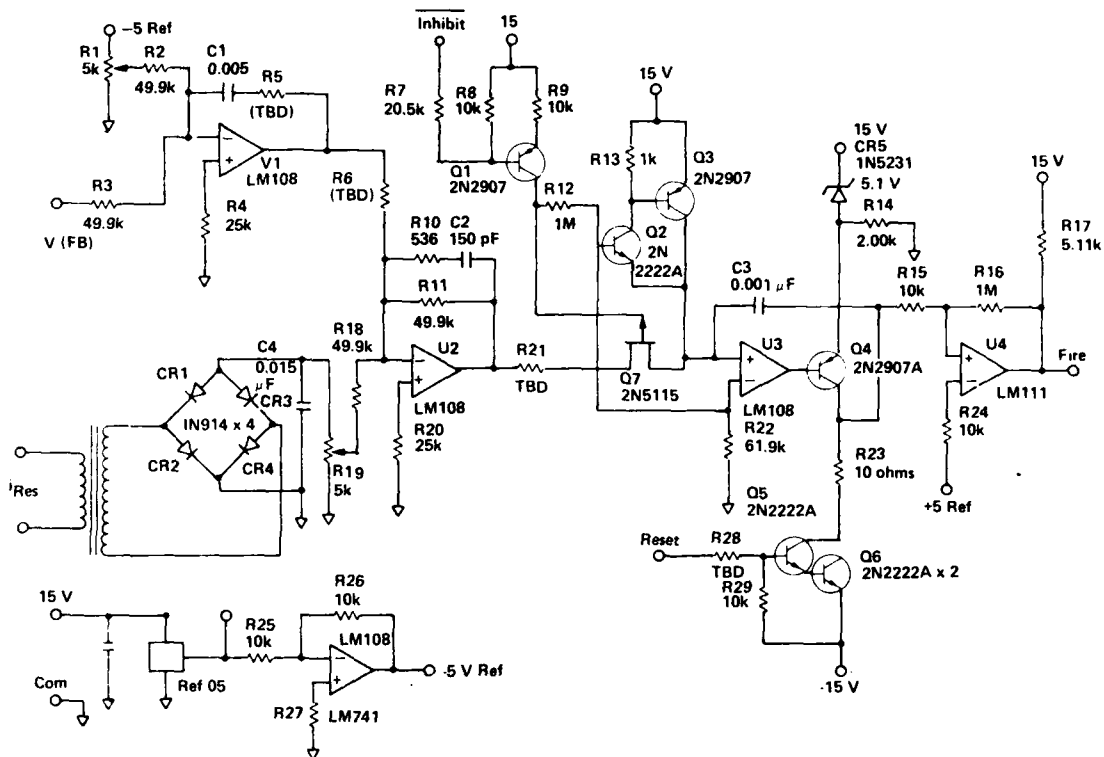 -5 Ref
R1
5k
R2
49.9k
C1
0.005
R5
(TBD)
V1
LM108
R3
49.9k
V (FB)
R4
25k
R6
(TBD)
Inhibit
15
R7
20.5k
R8
10k
R9
10k
Q1
2N2907
R12
1M
15 V
R13
1k
Q3
2N2907
Q2
2N
2222A
15 V
CR5
1N5231
5.1 V
R14
2.00k
15 V
R17
5.11k
R10
536
C2
150 pF
R11
49.9k
C3
0.001 µF
R15
10k
R16
1M
U4
Fire
LM111
R24
10k
+5 Ref
R18
49.9k
U2
LM108
R20
25k
R21
TBD
Q7
2N5115
U3
LM108
R22
61.9k
Q4
2N2907A
R23
10 ohms
C4
0.015
µF
CR1
CR3
IN914 x 4
CR2
CR4
R19
5k
Res
Q5
2N2222A
Reset
R28
TBD
R29
10k
Q6
2N2222A x 2
-15 V
15 V
Com
Ref 05
R25
10k
R26
10k
LM108
-5 V Ref
R27
LM741